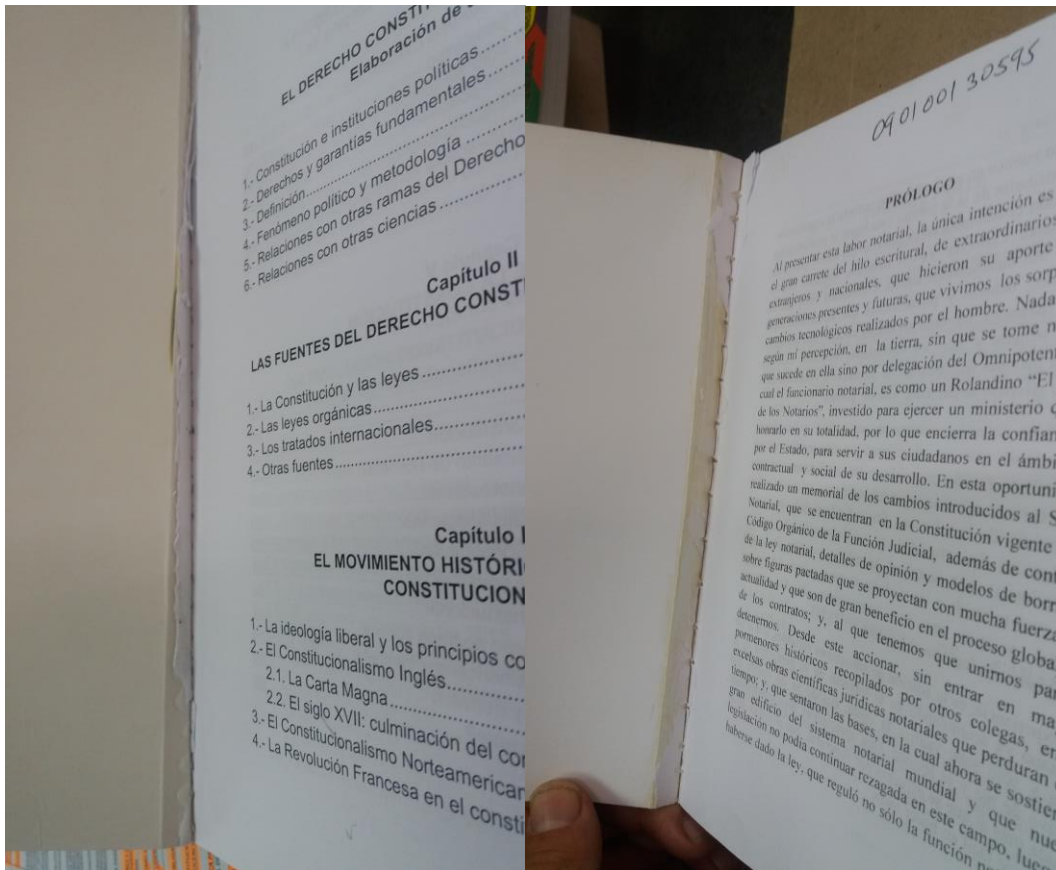 EL DERECHO CONSTI
Elaboración de
1.- Constitución e instituciones políticas
2.- Derechos y garantías fundamentales
3.- Definición
4.- Fenómeno político y metodología
5.- Relaciones con otras ramas del Derecho
6.- Relaciones con otras ciencias
Capítulo II
LAS FUENTES DEL DERECHO CONSTI
1.- La Constitución y las leyes
2.- Las leyes orgánicas
3.- Los tratados internacionales
4.- Otras fuentes
Capítulo I
EL MOVIMIENTO HISTÓRI
CONSTITUCION
1.- La ideología liberal y los principios co
2.- El Constitucionalismo Inglés
2.1. La Carta Magna
2.2. El siglo XVII: culminación del co
3.- El Constitucionalismo Norteamerican
4.- La Revolución Francesa en el consti
0901001 30595
PRÓLOGO
Al presentar esta labor notarial, la única intención es
el gran carrete del hilo escritural, de extraordinarios
extranjeros y nacionales, que hicieron su aporte
generaciones presentes y futuras, que vivimos los sorp
cambios tecnológicos realizados por el hombre. Nada
según mi percepción, en la tierra, sin que se tome n
que sucede en ella sino por delegación del Omnipotent
cual el funcionario notarial, es como un Rolandino “El
de los Notarios”, investido para ejercer un ministerio q
honrarlo en su totalidad, por lo que encierra la confian
por el Estado, para servir a sus ciudadanos en el ámbi
contractual y social de su desarrollo. En esta oportuni
realizado un memorial de los cambios introducidos al S
Notarial, que se encuentran en la Constitución vigente
Código Orgánico de la Función Judicial, además de cont
de la ley notarial, detalles de opinión y modelos de borr
sobre figuras pactadas que se proyectan con mucha fuerza
actualidad y que son de gran beneficio en el proceso globa
de los contratos; y, al que tenemos que unirnos par
detenernos. Desde este accionar, sin entrar en ma
pormenores históricos recopilados por otros colegas, en
excelsas obras científicas jurídicas notariales que perduran
tiempo; y, que sentaron las bases, en la cual ahora se sostien
gran edificio del sistema notarial mundial y que nue
legislación no podía continuar rezagada en este campo, lueg
haberse dado la ley, que reguló no sólo la función no